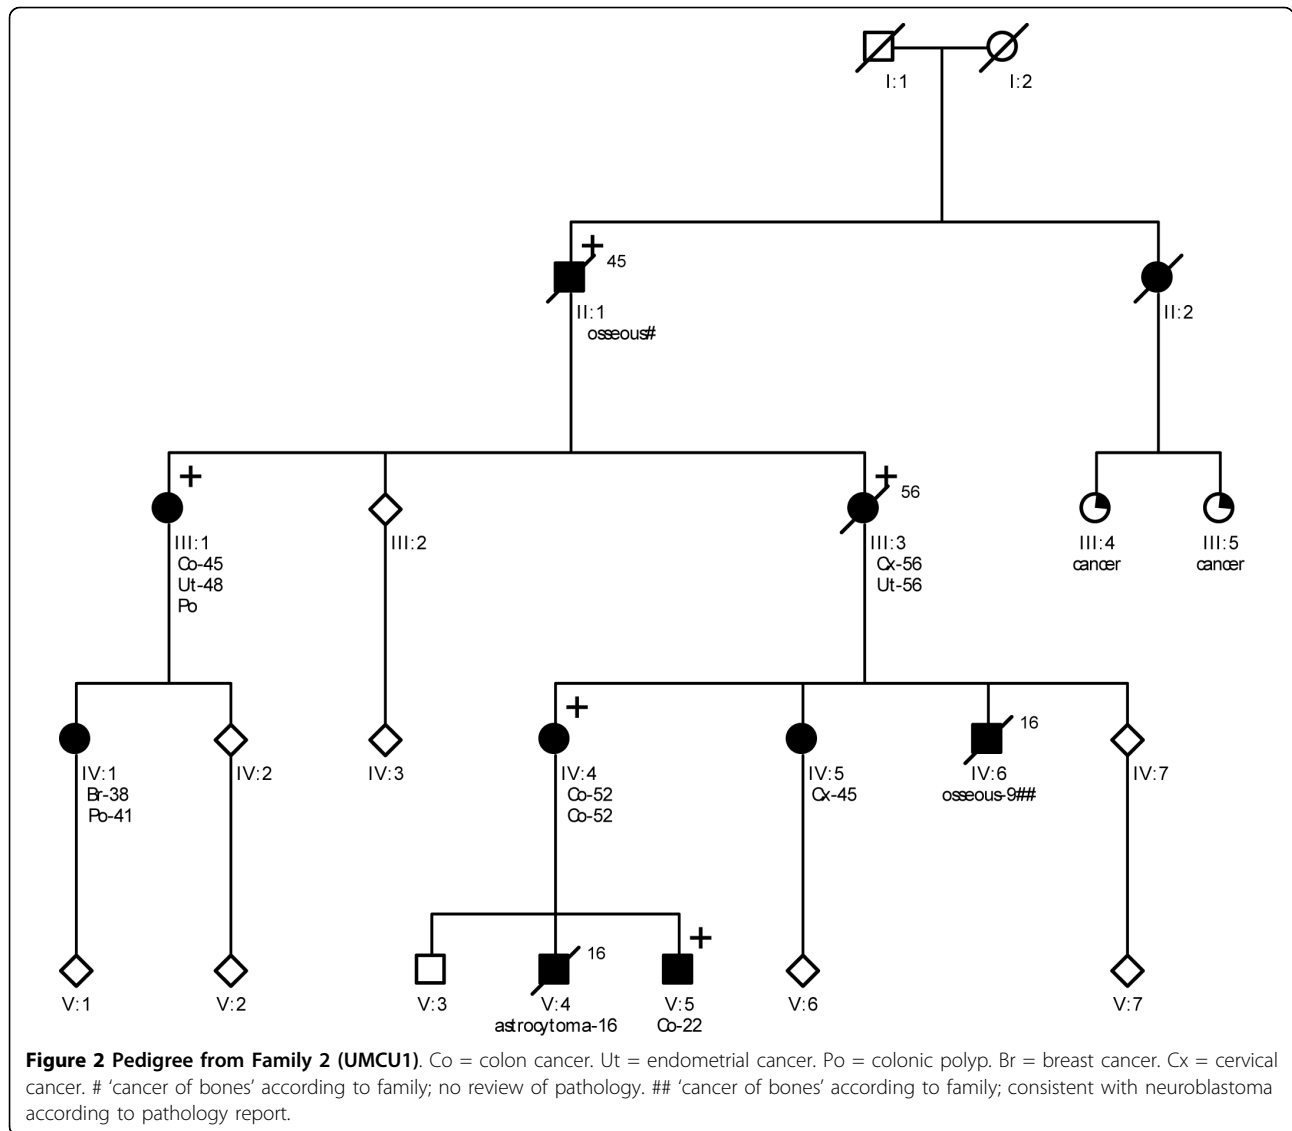 I:1
I:2
+
45
II:1
osseous#
II:2
+
+
56
III:1
Co-45
Ut-48
Po
III:2
III:3
Cx-56
Ut-56
III:4
cancer
III:5
cancer
+
16
IV:1
Br-38
Po-41
IV:2
IV:3
IV:4
Co-52
Co-52
IV:5
Cx-45
IV:6
osseous-9##
IV:7
+
16
V:1
V:2
V:3
V:4
astrocytoma-16
V:5
Co-22
V:6
V:7
Figure 2 Pedigree from Family 2 (UMCU1). Co = colon cancer. Ut = endometrial cancer. Po = colonic polyp. Br = breast cancer. Cx = cervical
cancer. # ‘cancer of bones’ according to family; no review of pathology. ## ‘cancer of bones’ according to family; consistent with neuroblastoma
according to pathology report.